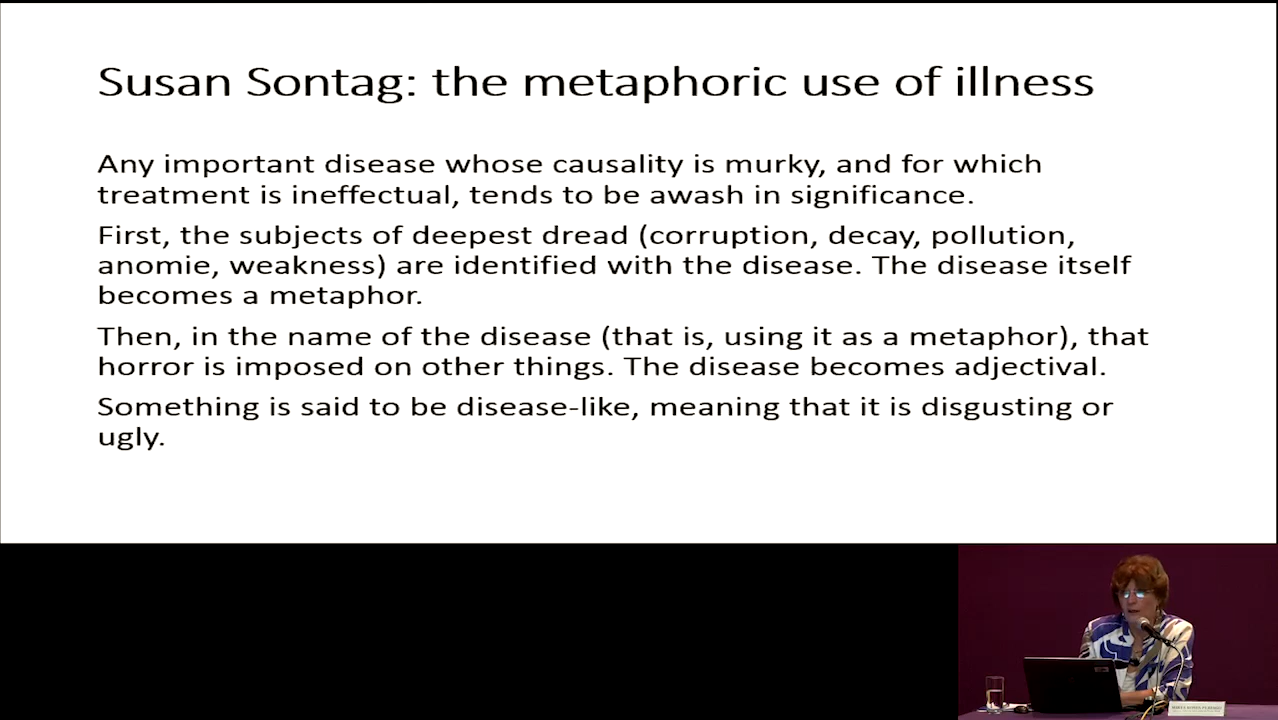 Susan Sontag: the metaphoric use of illness
Any important disease whose causality is murky, and for which
treatment is ineffectual, tends to be awash in significance.
First, the subjects of deepest dread (corruption, decay, pollution,
anomie, weakness) are identified with the disease. The disease itself
becomes a metaphor.
Then, in the name of the disease (that is, using it as a metaphor), that
horror is imposed on other things. The disease becomes adjectival.
Something is said to be disease-like, meaning that it is disgusting or
ugly.